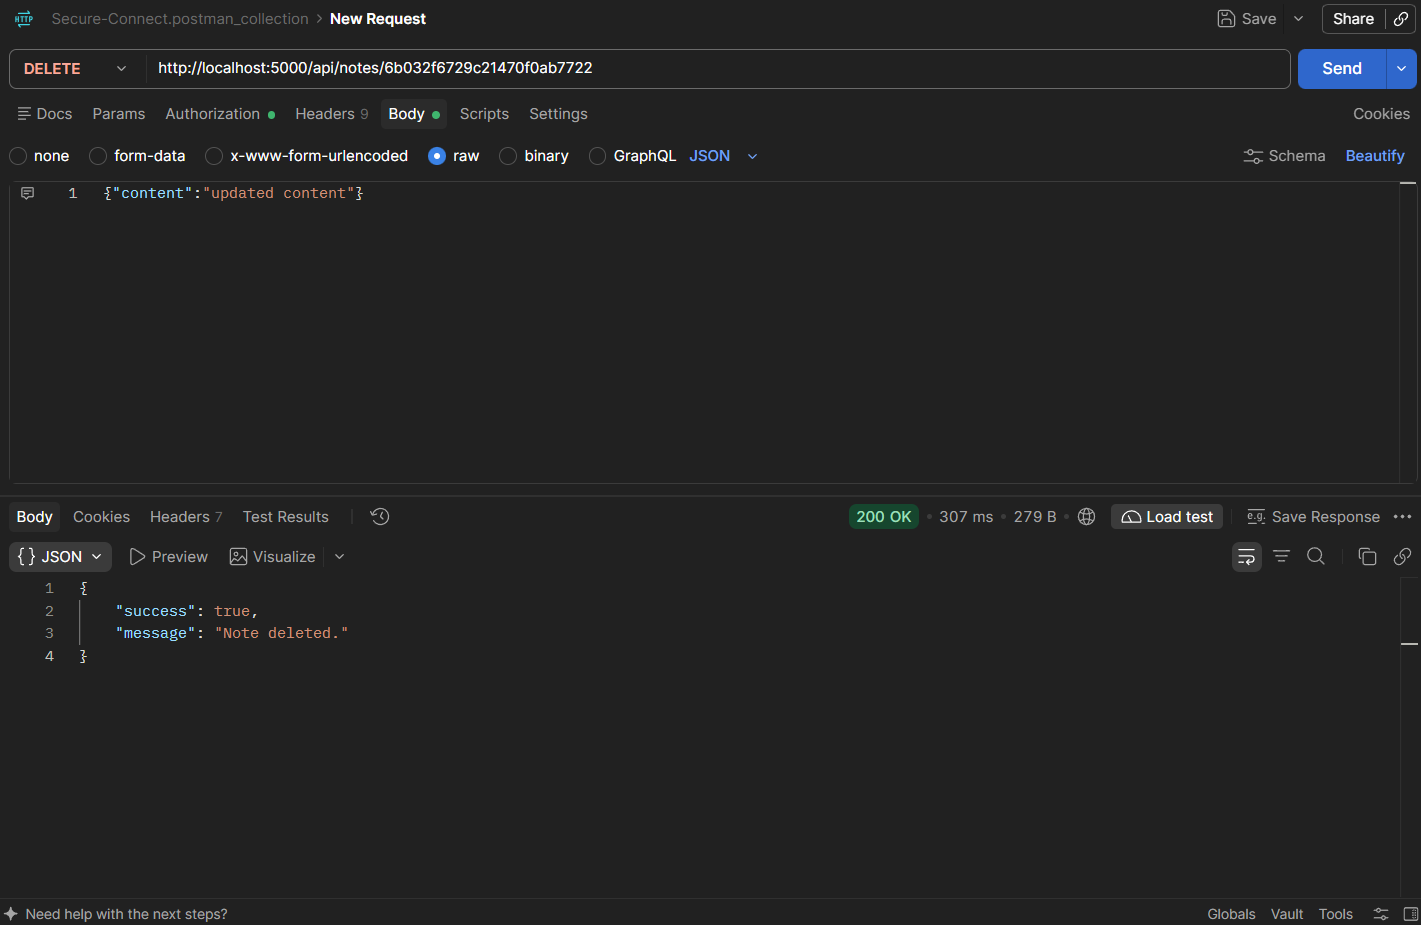 HTTP Secure-Connect.postman_collection > New Request Save Share
DELETE http://localhost:5000/api/notes/6b032f6729c21470f0ab7722 Send
Docs Params Authorization Headers 9 Body Scripts Settings Cookies
none form-data x-www-form-urlencoded raw binary GraphQL JSON Schema Beautify
1 {"content":"updated content"}
Body Cookies Headers 7 Test Results 200 OK • 307 ms • 279 B • Load test e.g. Save Response
{} JSON Preview Visualize
1 {
2 "success": true,
3 "message": "Note deleted."
4 }
Need help with the next steps? Globals Vault Tools